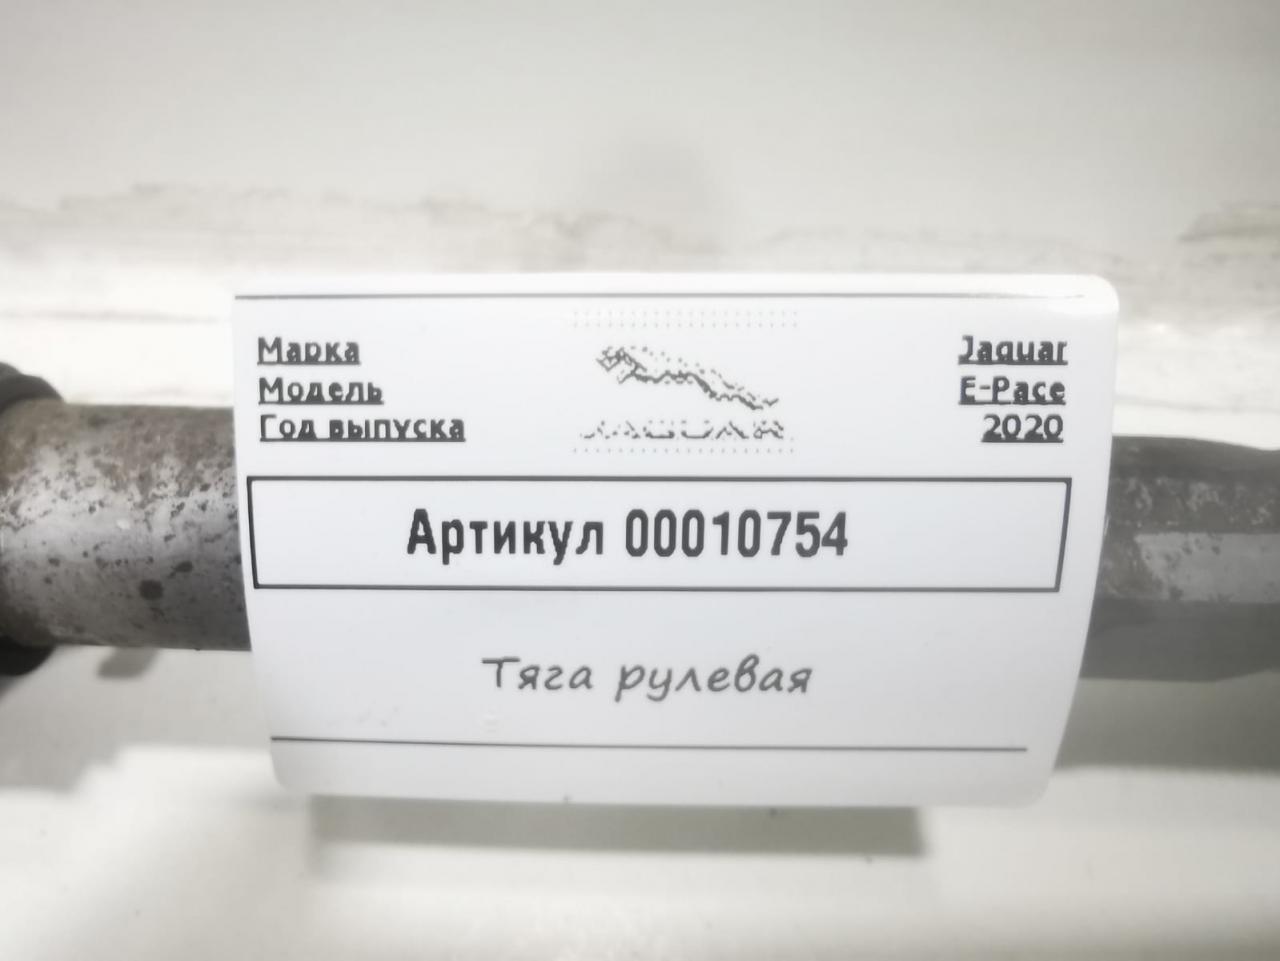 Марка Jaguar
Модель E-Pace
Год выпуска 2020
JAGUAR
Артикул 00010754
Тяга рулевая